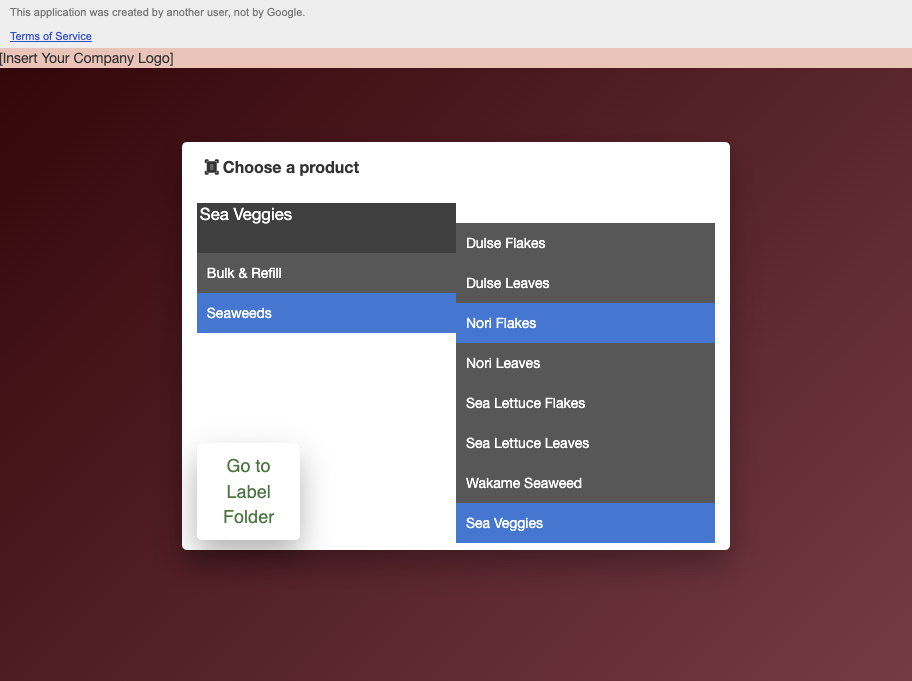 This application was created by another user, not by Google.
Terms of Service
[Insert Your Company Logo]
Choose a product
Sea Veggies
Bulk & Refill
Seaweeds
Dulse Flakes
Dulse Leaves
Nori Flakes
Nori Leaves
Sea Lettuce Flakes
Sea Lettuce Leaves
Wakame Seaweed
Sea Veggies
Go to
Label
Folder